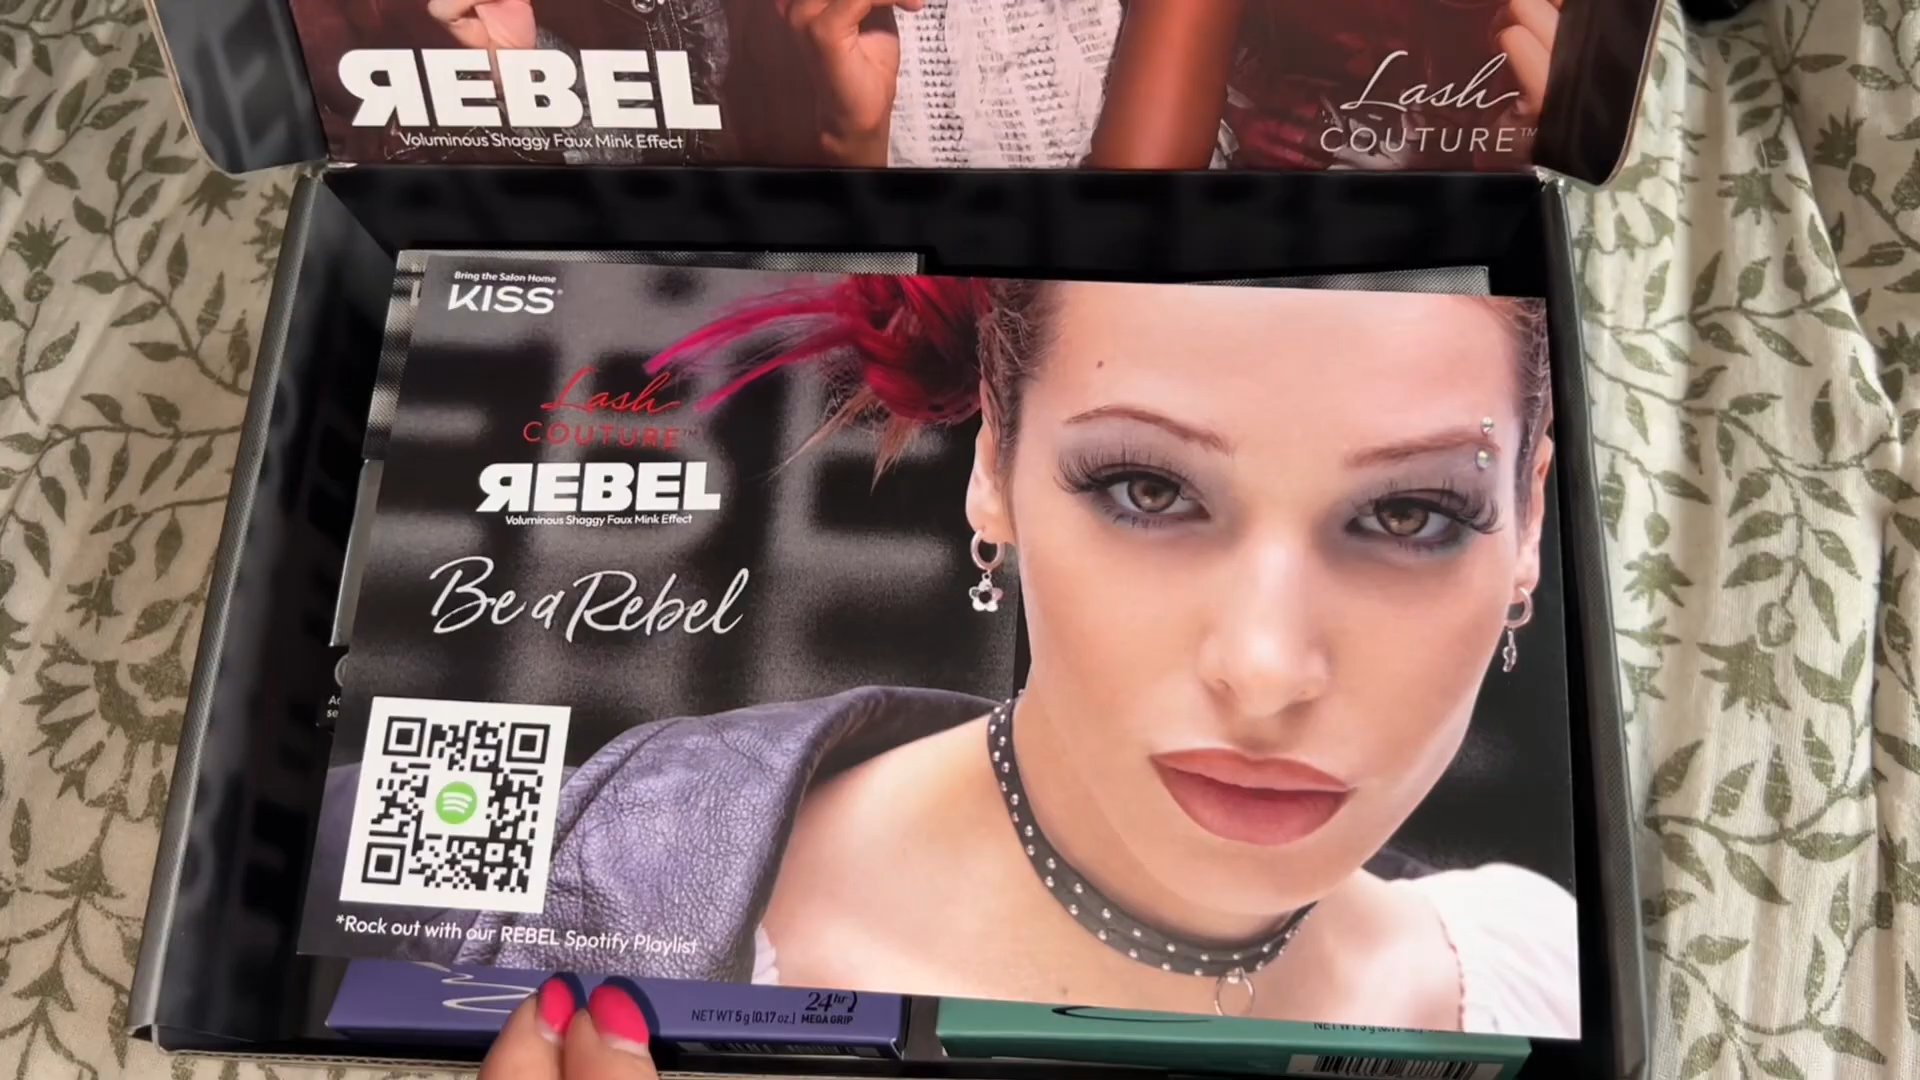 REBEL
Voluminous Shaggy Faux Mink Effect
Lash
COUTURE™
Bring the Salon Home
KISS®
Lash
COUTURE™
REBEL
Voluminous Shaggy Faux Mink Effect
Be a Rebel
*Rock out with our REBEL Spotify Playlist
NET WT 5 g (0.17 oz.)
24hr
MEGA GRIP